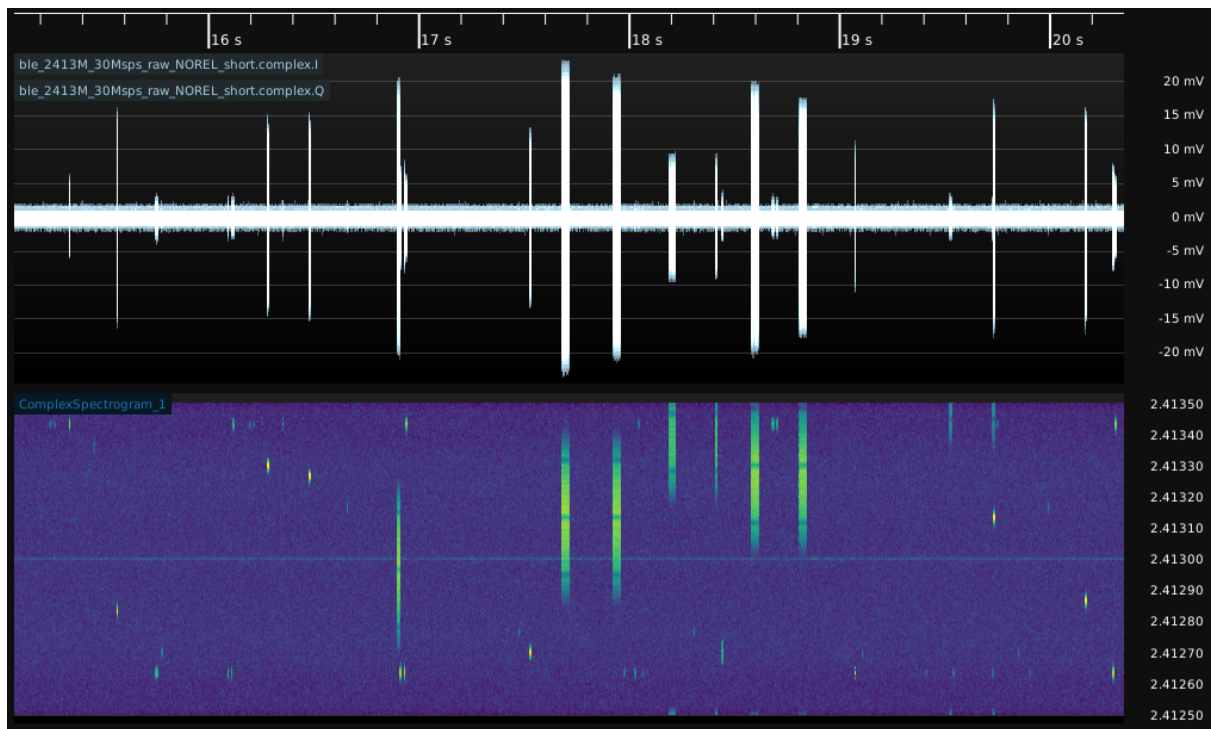 16 s 17 s 18 s 19 s 20 s
ble_2413M_30Msps_raw_NOREL_short.complex.I
ble_2413M_30Msps_raw_NOREL_short.complex.Q
20 mV
15 mV
10 mV
5 mV
0 mV
-5 mV
-10 mV
-15 mV
-20 mV
ComplexSpectrogram_1
2.41350
2.41340
2.41330
2.41320
2.41310
2.41300
2.41290
2.41280
2.41270
2.41260
2.41250